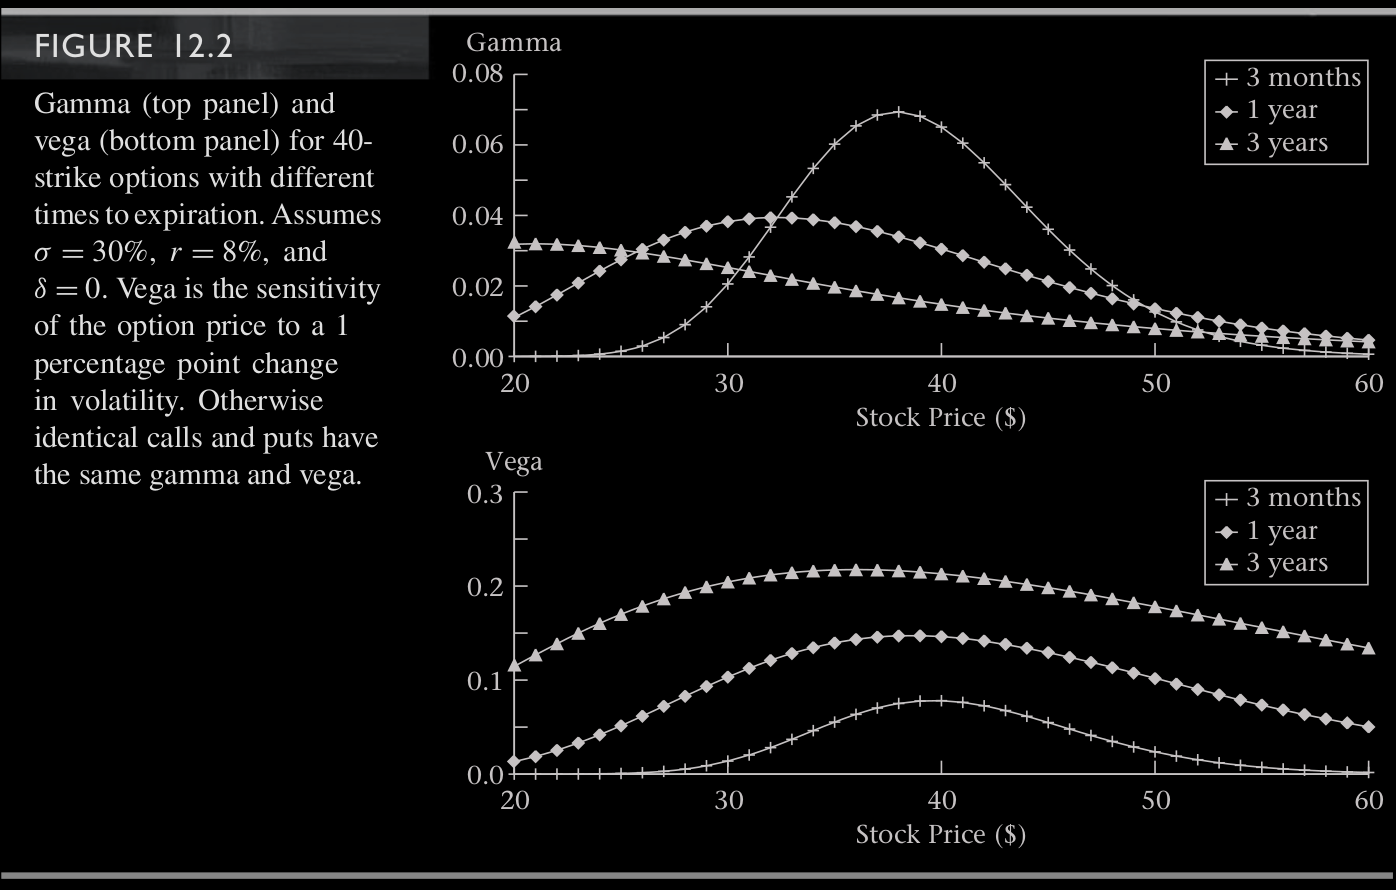 FIGURE 12.2
Gamma (top panel) and
vega (bottom panel) for 40-
strike options with different
times to expiration. Assumes
σ = 30%, r = 8%, and
δ = 0. Vega is the sensitivity
of the option price to a 1
percentage point change
in volatility. Otherwise
identical calls and puts have
the same gamma and vega.
Gamma
0.08
0.06
0.04
0.02
0.00
20 30 40 50 60
Stock Price ($)
3 months
1 year
3 years
Vega
0.3
0.2
0.1
0.0
20 30 40 50 60
Stock Price ($)
3 months
1 year
3 years